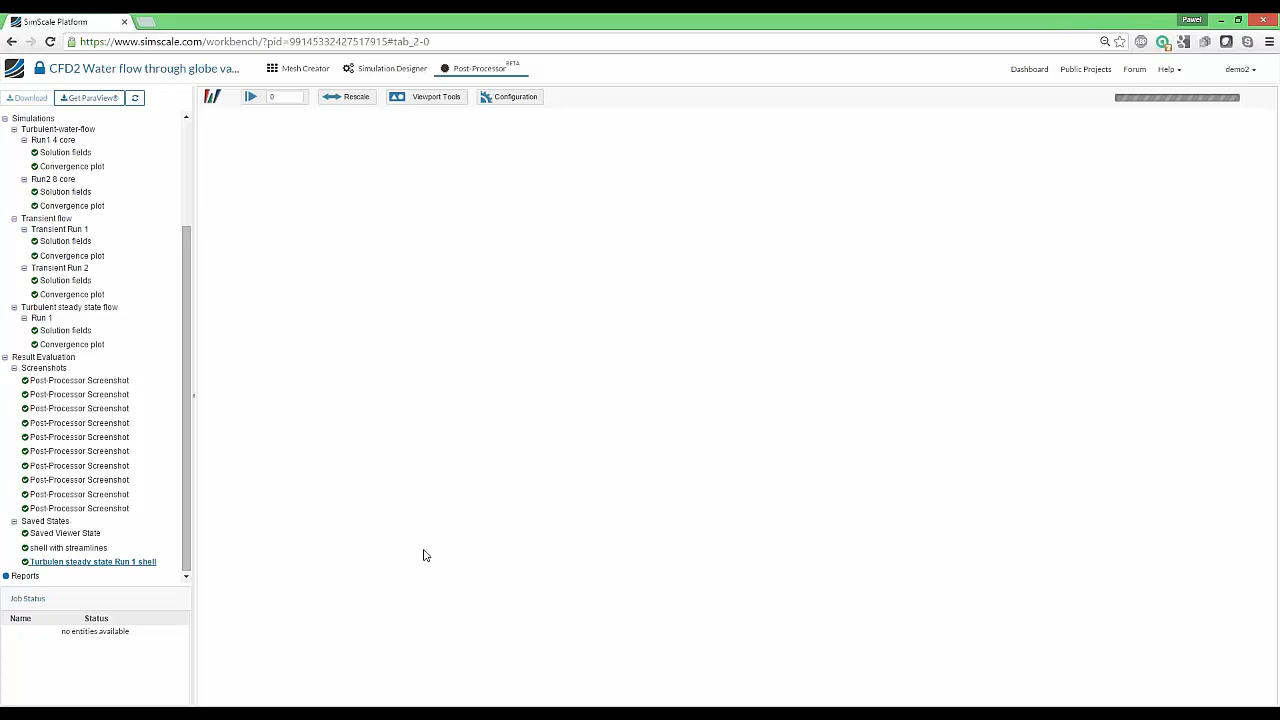 SimScale Platform
Pawel
https://www.simscale.com/workbench/?pid=99145332427517915#tab_2-0
ABP
CFD2 Water flow through globe va...
Mesh Creator
Simulation Designer
Post-Processor BETA
Dashboard
Public Projects
Forum
Help
demo2
Download
Get ParaView®
0
Rescale
Viewport Tools
Configuration
Simulations
Turbulent-water-flow
Run1 4 core
Solution fields
Convergence plot
Run2 8 core
Solution fields
Convergence plot
Transient flow
Transient Run 1
Solution fields
Convergence plot
Transient Run 2
Solution fields
Convergence plot
Turbulent steady state flow
Run 1
Solution fields
Convergence plot
Result Evaluation
Screenshots
Post-Processor Screenshot
Post-Processor Screenshot
Post-Processor Screenshot
Post-Processor Screenshot
Post-Processor Screenshot
Post-Processor Screenshot
Post-Processor Screenshot
Post-Processor Screenshot
Post-Processor Screenshot
Post-Processor Screenshot
Saved States
Saved Viewer State
shell with streamlines
Turbulen steady state Run 1 shell
Reports
Job Status
Name Status
no entities available